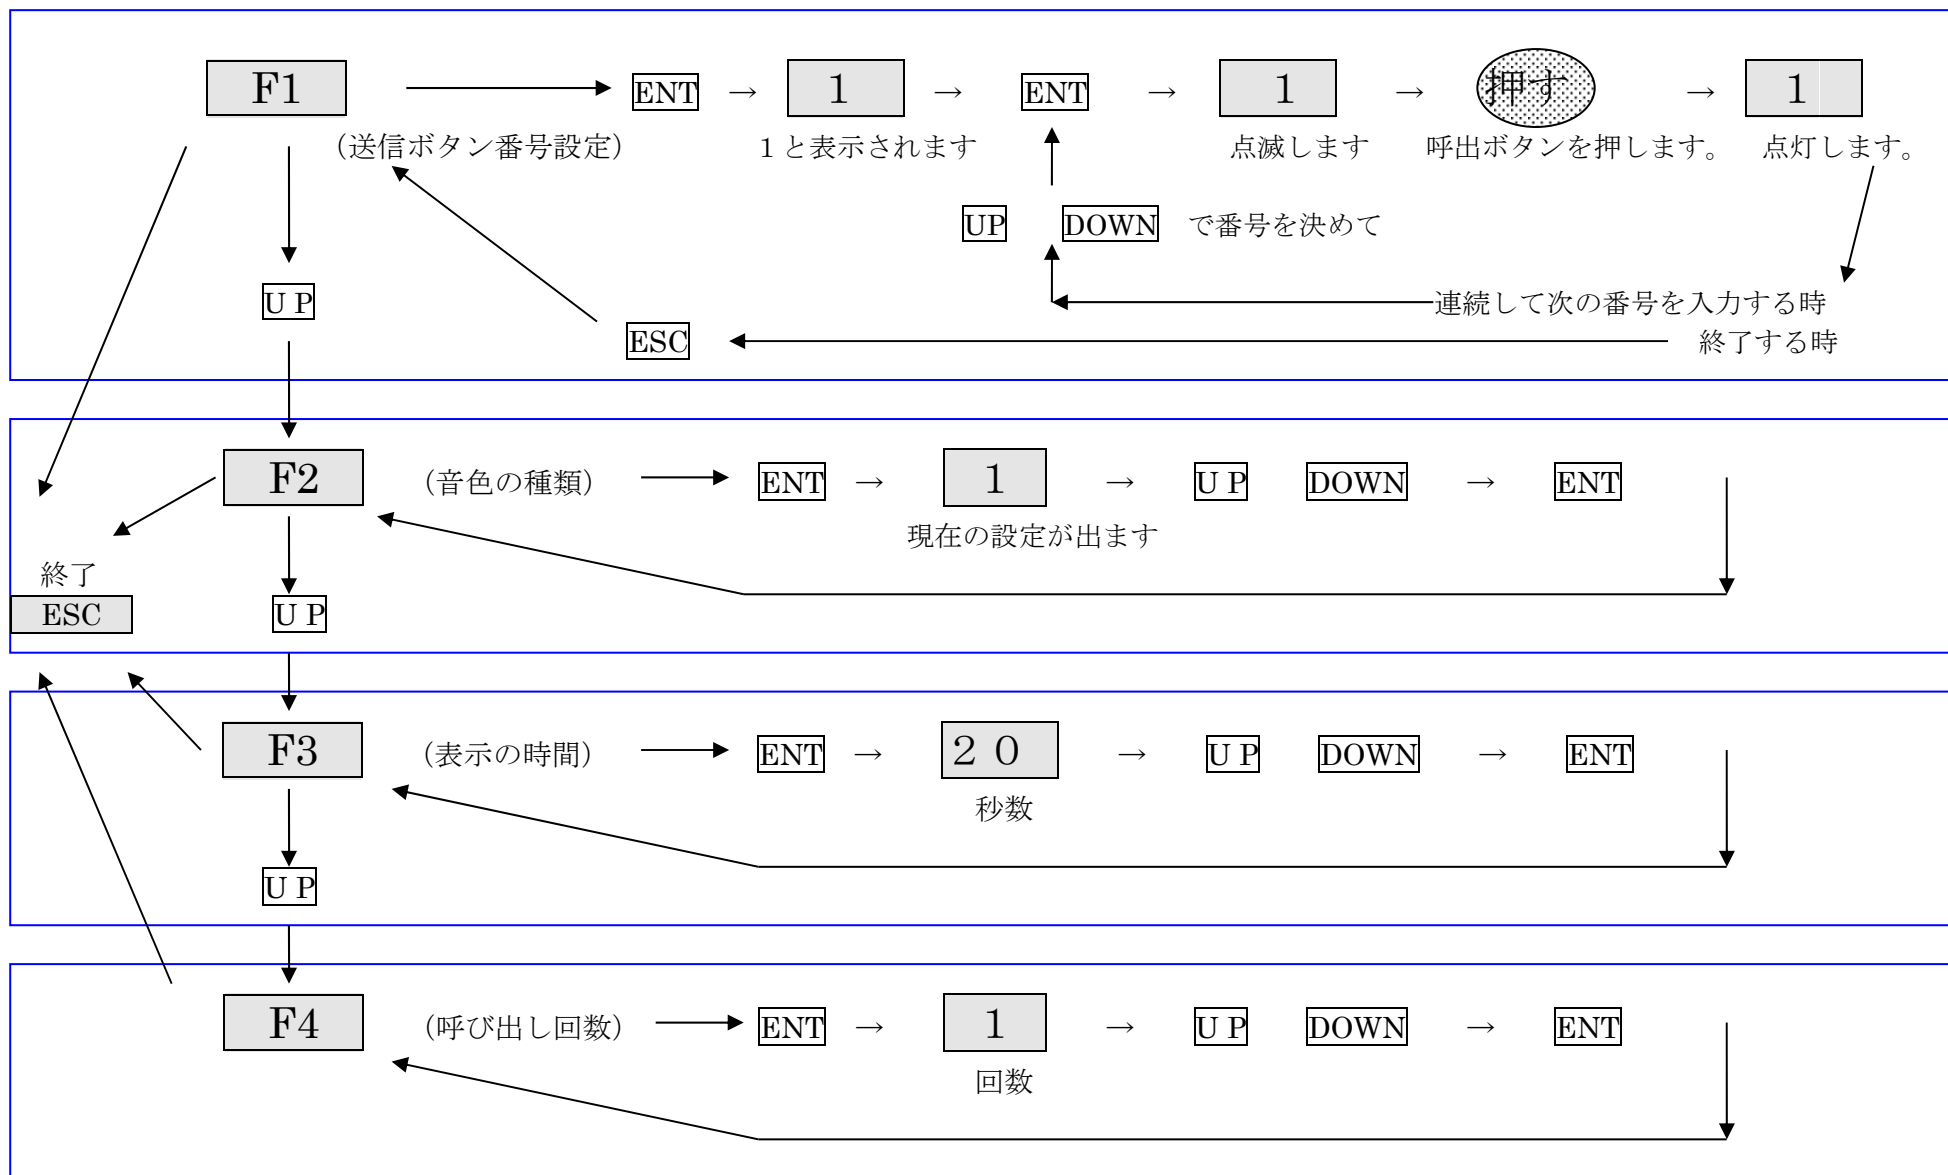 F1 ENT → 1 → ENT → 1 → 押す → 1
(送信ボタン番号設定) 1と表示されます 点滅します 呼出ボタンを押します。 点灯します。
UP DOWN で番号を決めて
UP 連続して次の番号を入力する時
ESC 終了する時
F2 (音色の種類) ENT → 1 → UP DOWN → ENT
現在の設定が出ます
終了
ESC UP
F3 (表示の時間) ENT → 20 → UP DOWN → ENT
秒数
UP
F4 (呼び出し回数) ENT → 1 → UP DOWN → ENT
回数